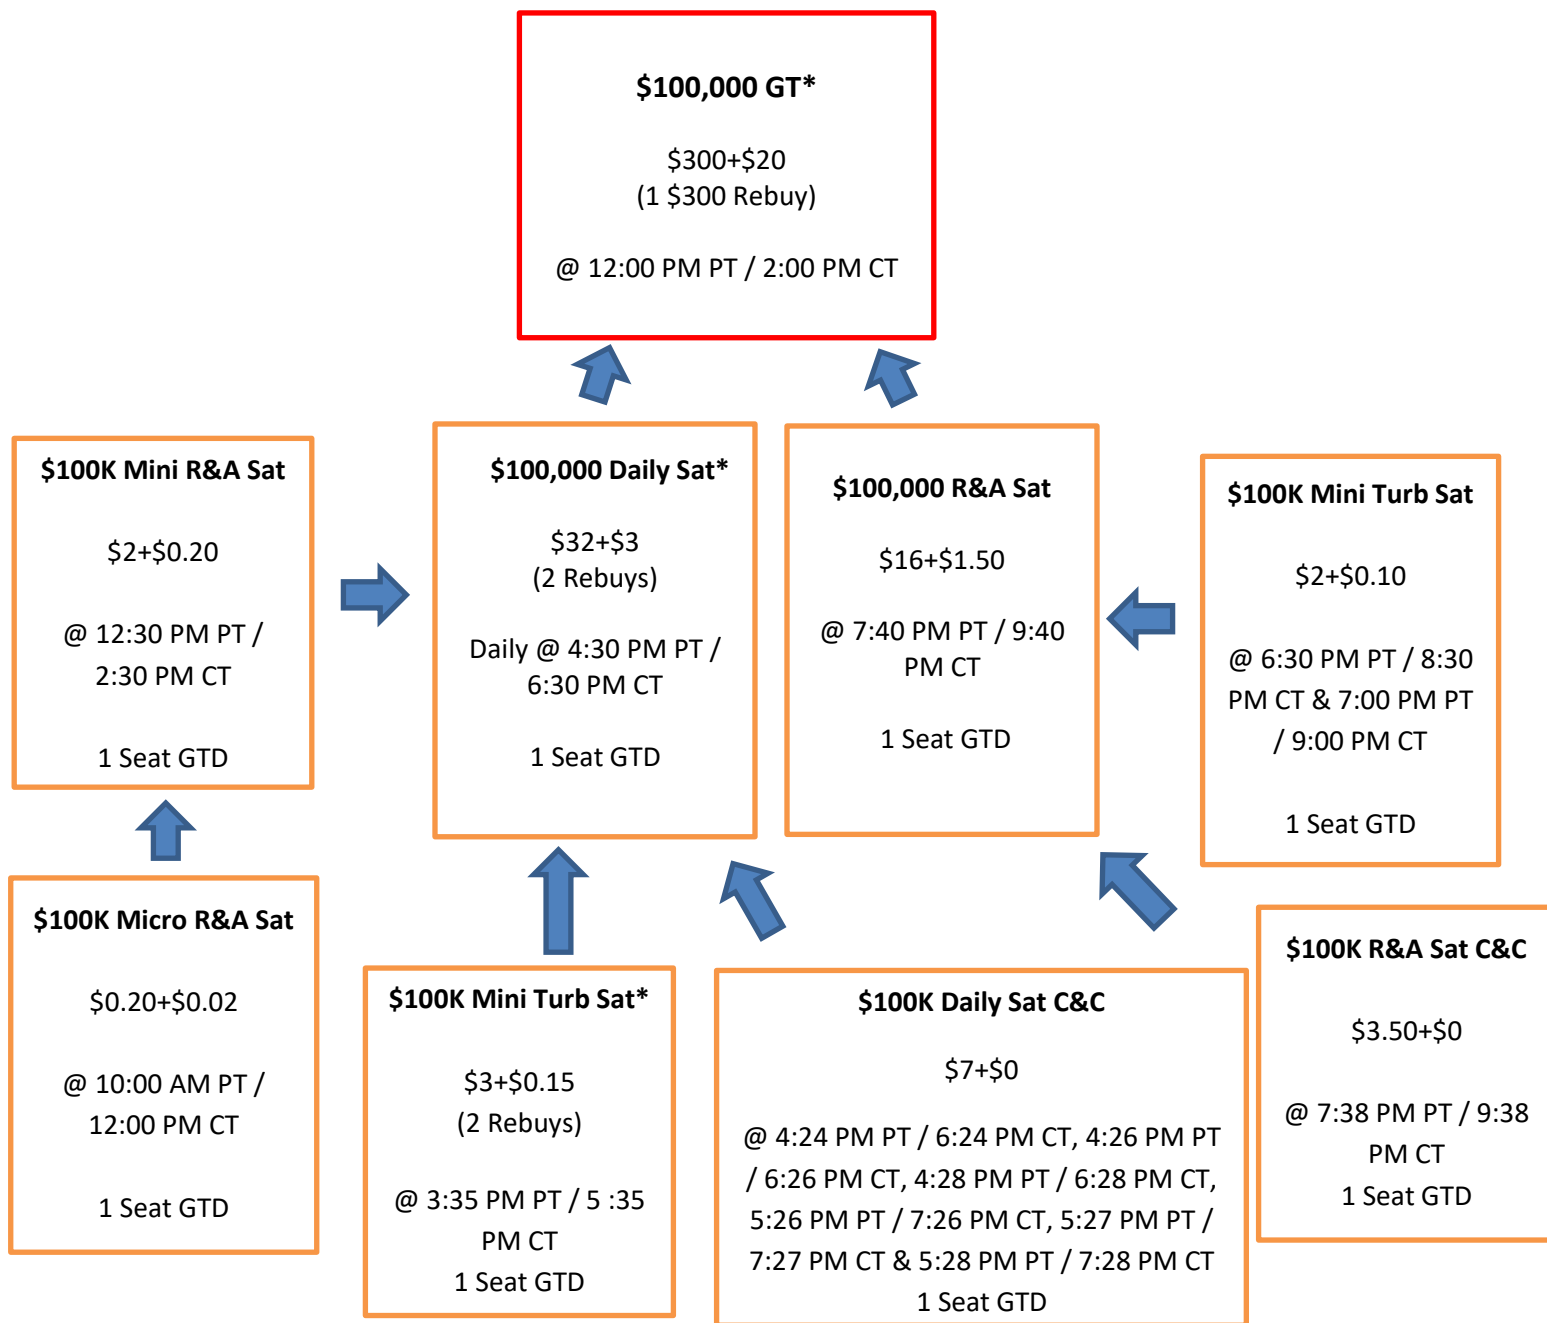 $100,000 GT*
$300+$20
(1 $300 Rebuy)
@ 12:00 PM PT / 2:00 PM CT
$100K Mini R&A Sat
$2+$0.20
@ 12:30 PM PT /
2:30 PM CT
1 Seat GTD
$100,000 Daily Sat*
$32+$3
(2 Rebuys)
Daily @ 4:30 PM PT /
6:30 PM CT
1 Seat GTD
$100,000 R&A Sat
$16+$1.50
@ 7:40 PM PT / 9:40
PM CT
1 Seat GTD
$100K Mini Turb Sat
$2+$0.10
@ 6:30 PM PT / 8:30
PM CT & 7:00 PM PT
/ 9:00 PM CT
1 Seat GTD
$100K Micro R&A Sat
$0.20+$0.02
@ 10:00 AM PT /
12:00 PM CT
1 Seat GTD
$100K Mini Turb Sat*
$3+$0.15
(2 Rebuys)
@ 3:35 PM PT / 5 :35
PM CT
1 Seat GTD
$100K Daily Sat C&C
$7+$0
@ 4:24 PM PT / 6:24 PM CT, 4:26 PM PT
/ 6:26 PM CT, 4:28 PM PT / 6:28 PM CT,
5:26 PM PT / 7:26 PM CT, 5:27 PM PT /
7:27 PM CT & 5:28 PM PT / 7:28 PM CT
1 Seat GTD
$100K R&A Sat C&C
$3.50+$0
@ 7:38 PM PT / 9:38
PM CT
1 Seat GTD